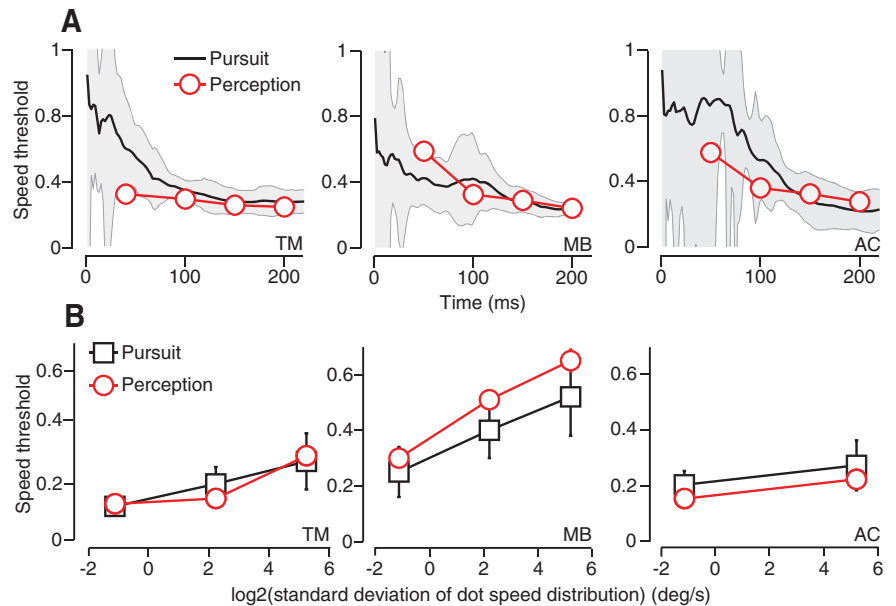 A
Pursuit
Perception
Speed threshold
1
0.8
0.4
0
0 100 200
TM
1
0.8
0.4
0
0 100 200
MB
1
0.8
0.4
0
0 100 200
AC
Time (ms)
B
Pursuit
Perception
Speed threshold
0.6
0.4
0.2
0
-2 0 2 4 6
TM
0.6
0.4
0.2
0
-2 0 2 4 6
MB
0.6
0.4
0.2
0
-2 0 2 4 6
AC
log2(standard deviation of dot speed distribution) (deg/s)